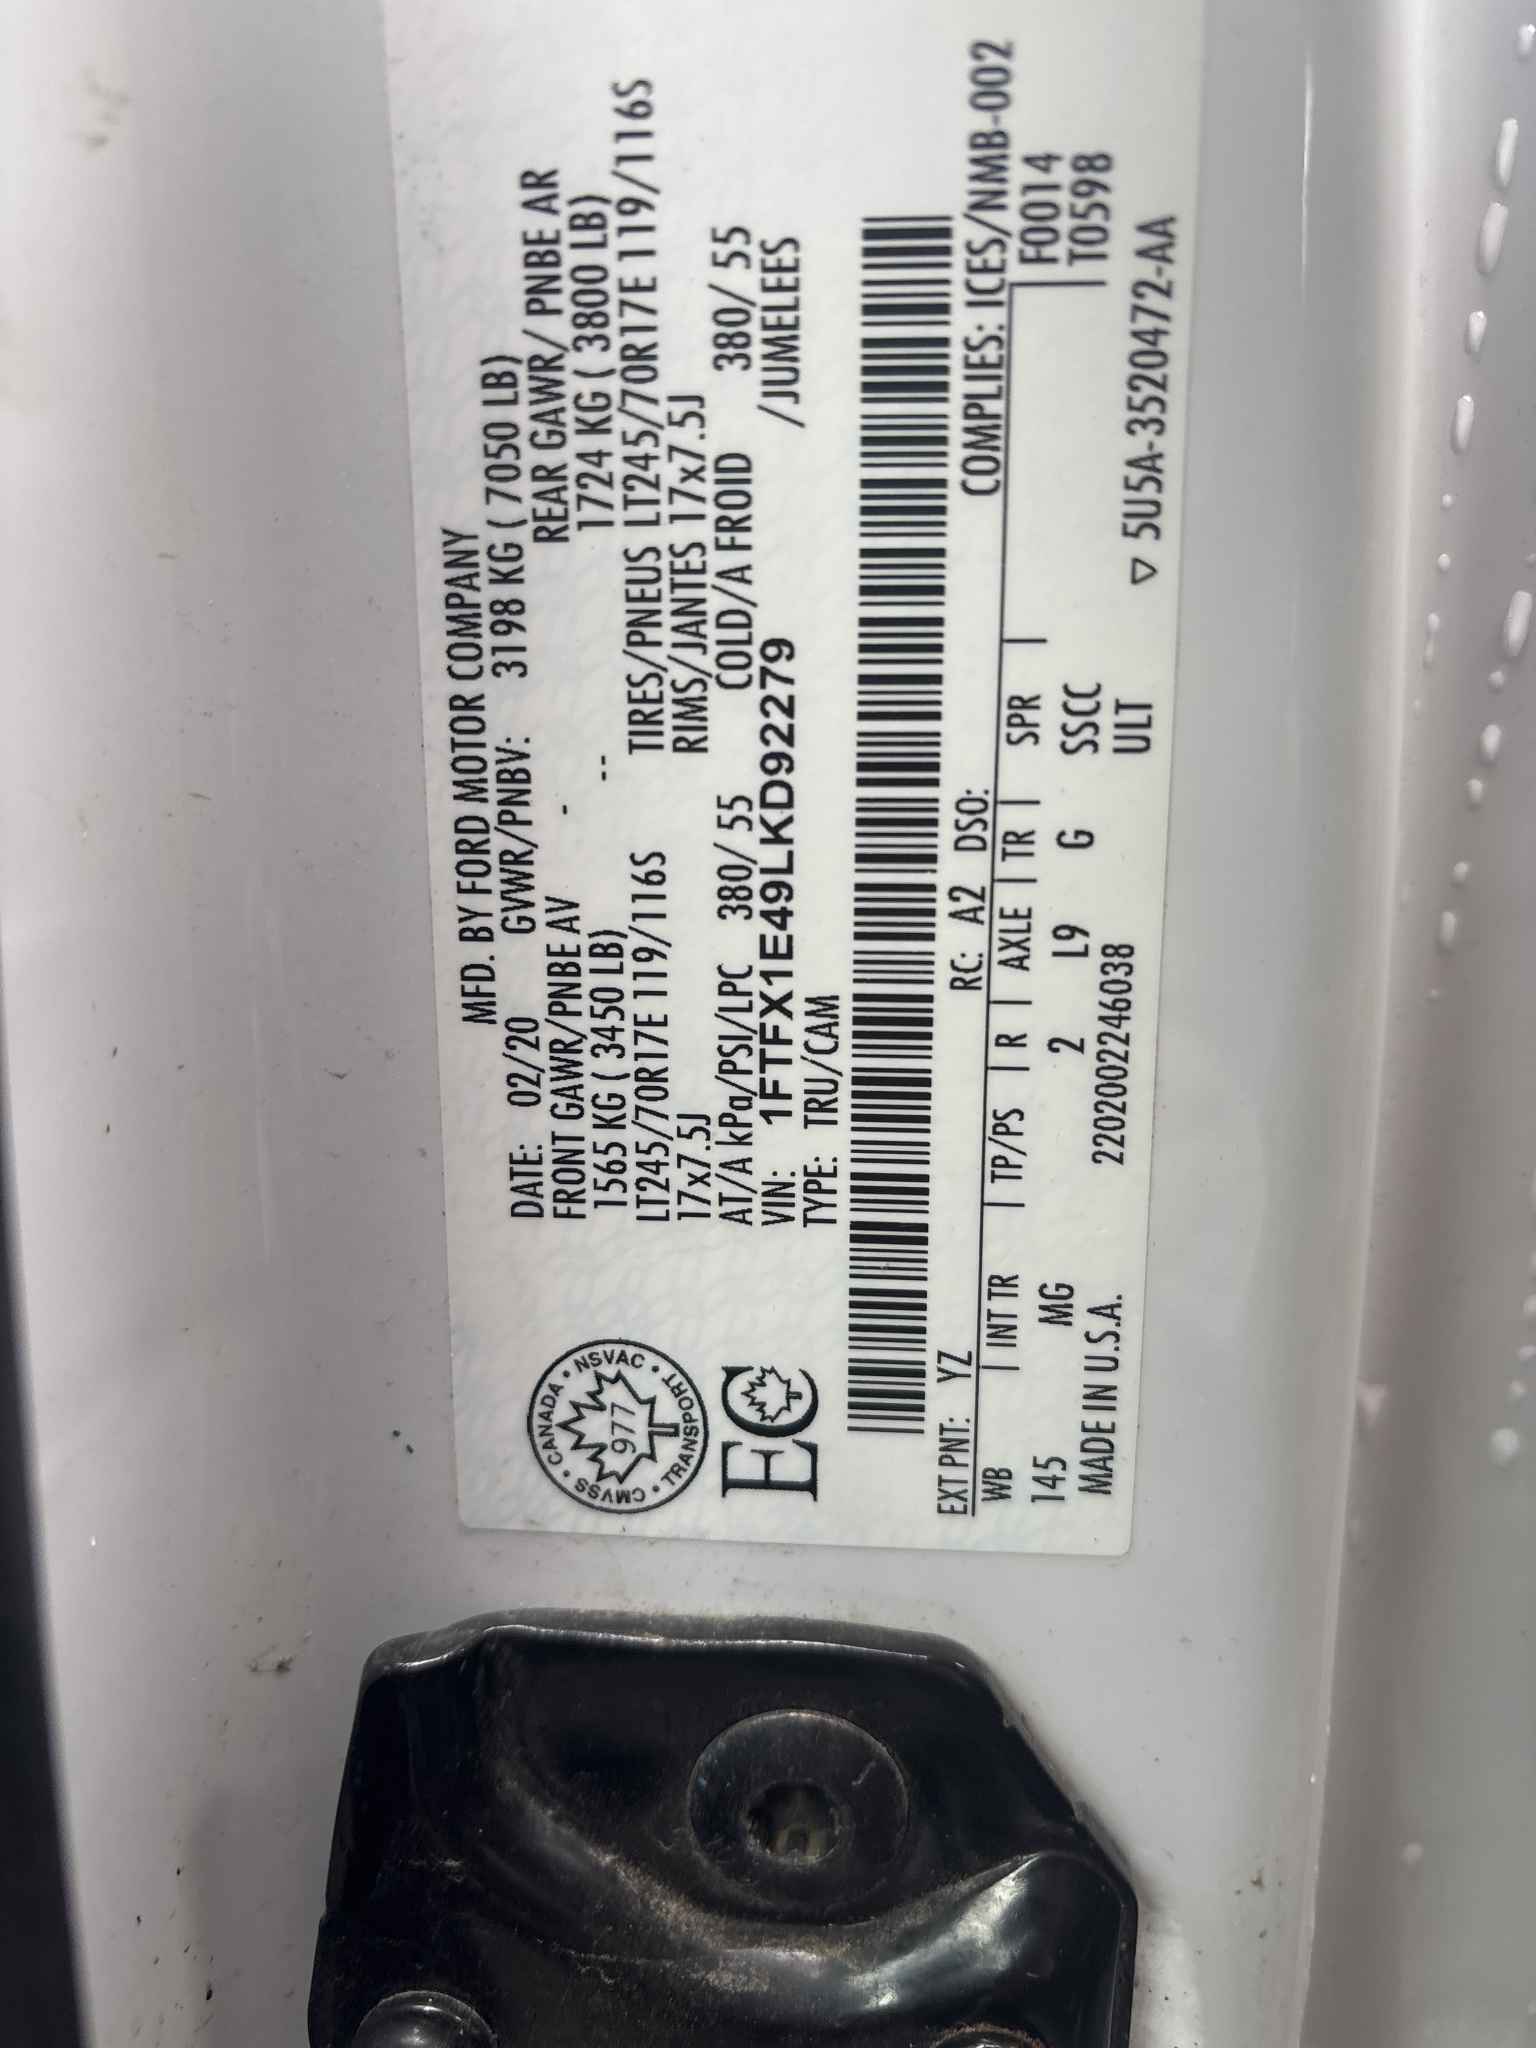 MFD. BY FORD MOTOR COMPANY
DATE: 02/20 GVWR/PNBV: 3198 KG ( 7050 LB)
FRONT GAWR/PNBE AV - REAR GAWR/ PNBE AR
1565 KG ( 3450 LB) -- 1724 KG ( 3800 LB)
LT245/70R17E 119/116S TIRES/PNEUS LT245/70R17E 119/116S
17x7.5J RIMS/JANTES 17x7.5J
AT/A kPa/PSI/LPC 380/ 55 COLD/A FROID 380/ 55
VIN: 1FTFX1E49LKD92279 /JUMELEES
TYPE: TRU/CAM
CMVSS • CANADA • NSVAC • TRANSPORT •
977
EC
EXT PNT: YZ RC: A2 DSO: COMPLIES: ICES/NMB-002
WB | INT TR | TP/PS | R | AXLE | TR | SPR | F0014
145 MG 2 L9 G SSCC T0598
MADE IN U.S.A. 2202002246038 ULT ▽ 5U5A-3520472-AA